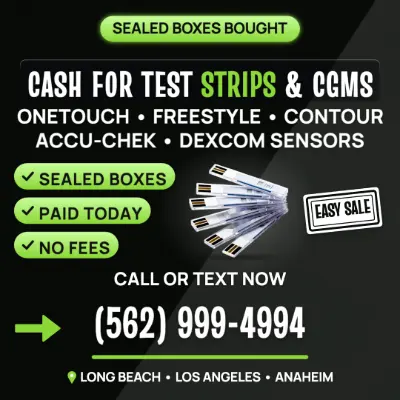 SEALED BOXES BOUGHT
CASH FOR TEST STRIPS & CGMS
ONETOUCH • FREESTYLE • CONTOUR
ACCU-CHEK • DEXCOM SENSORS
✓ SEALED BOXES
✓ PAID TODAY
✓ NO FEES
EASY SALE
CALL OR TEXT NOW
(562) 999-4994
LONG BEACH • LOS ANGELES • ANAHEIM